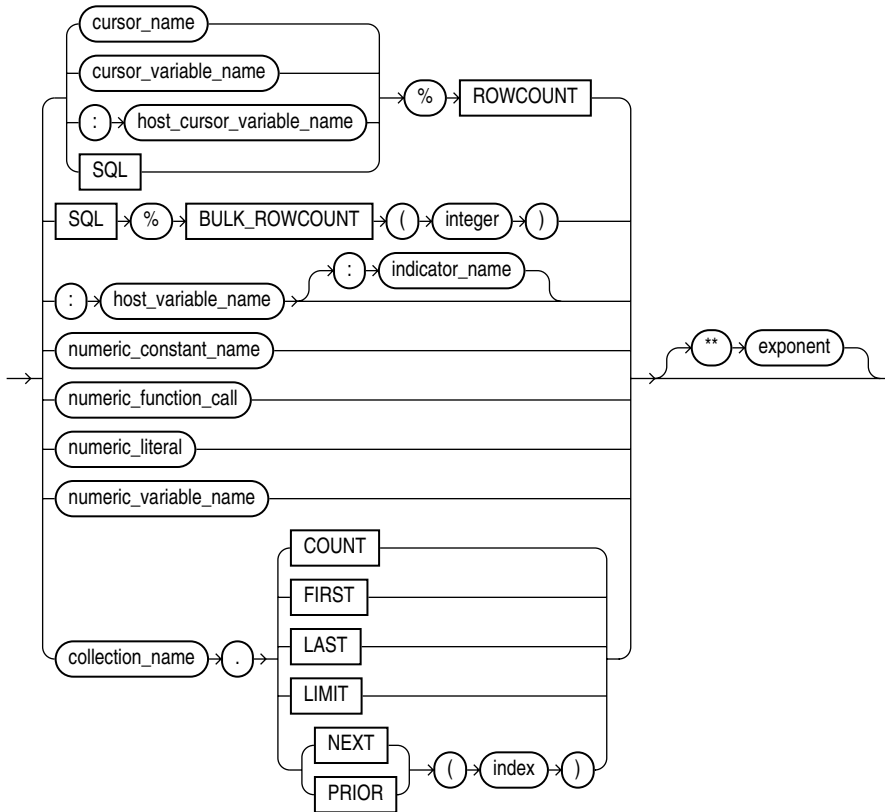 cursor_name
cursor_variable_name
: host_cursor_variable_name
SQL
% ROWCOUNT
SQL % BULK_ROWCOUNT ( integer )
: host_variable_name : indicator_name
numeric_constant_name
numeric_function_call
numeric_literal
numeric_variable_name
** exponent
collection_name .
COUNT
FIRST
LAST
LIMIT
NEXT
PRIOR
( index )